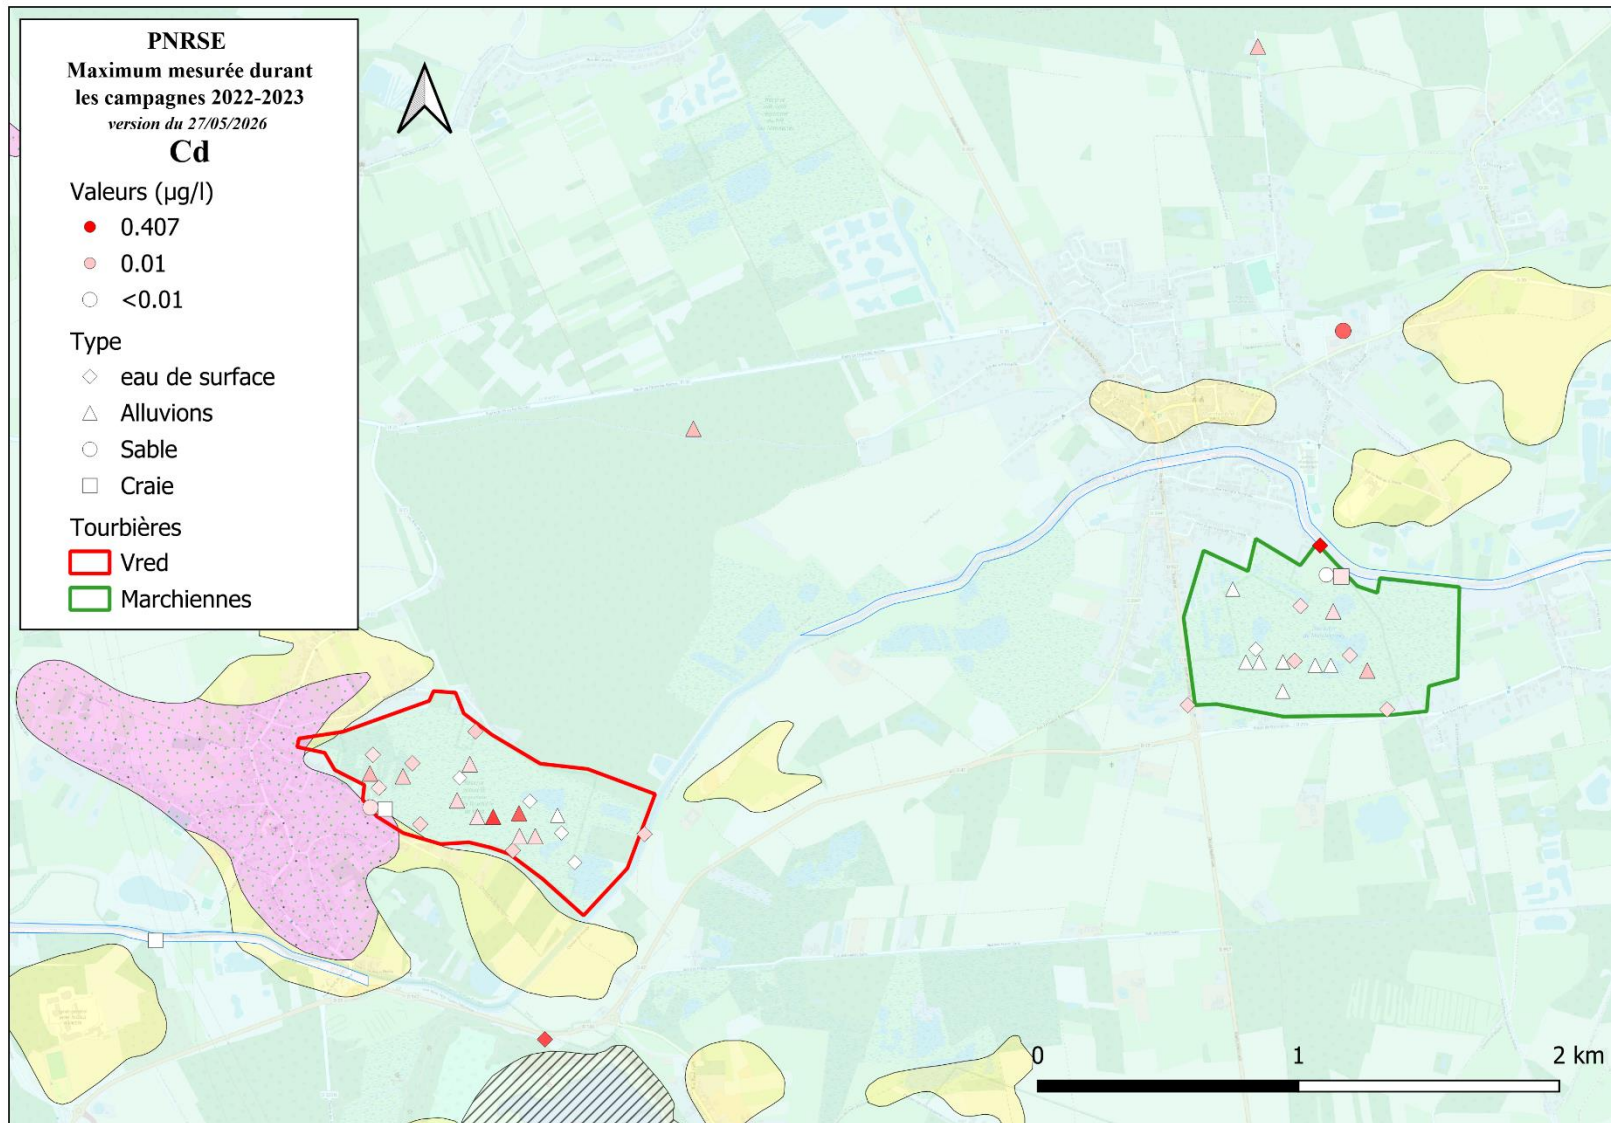 PNRSE
Maximum mesurée durant
les campagnes 2022-2023
version du 27/05/2026
Cd
Valeurs (µg/l)
0.407
0.01
<0.01
Type
eau de surface
Alluvions
Sable
Craie
Tourbières
Vred
Marchiennes
0 1 2 km